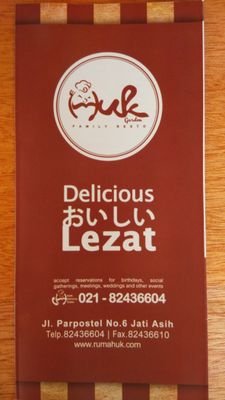 Huk
Garden
FAMILY RESTO
Delicious
おいしい
Lezat
accept reservations for birthdays, social
gatherings, meetings, weddings and other events
021 - 82436604
Jl. Parpostel No.6 Jati Asih
Telp.82436604 | Fax.82436610
www.rumahuk.com